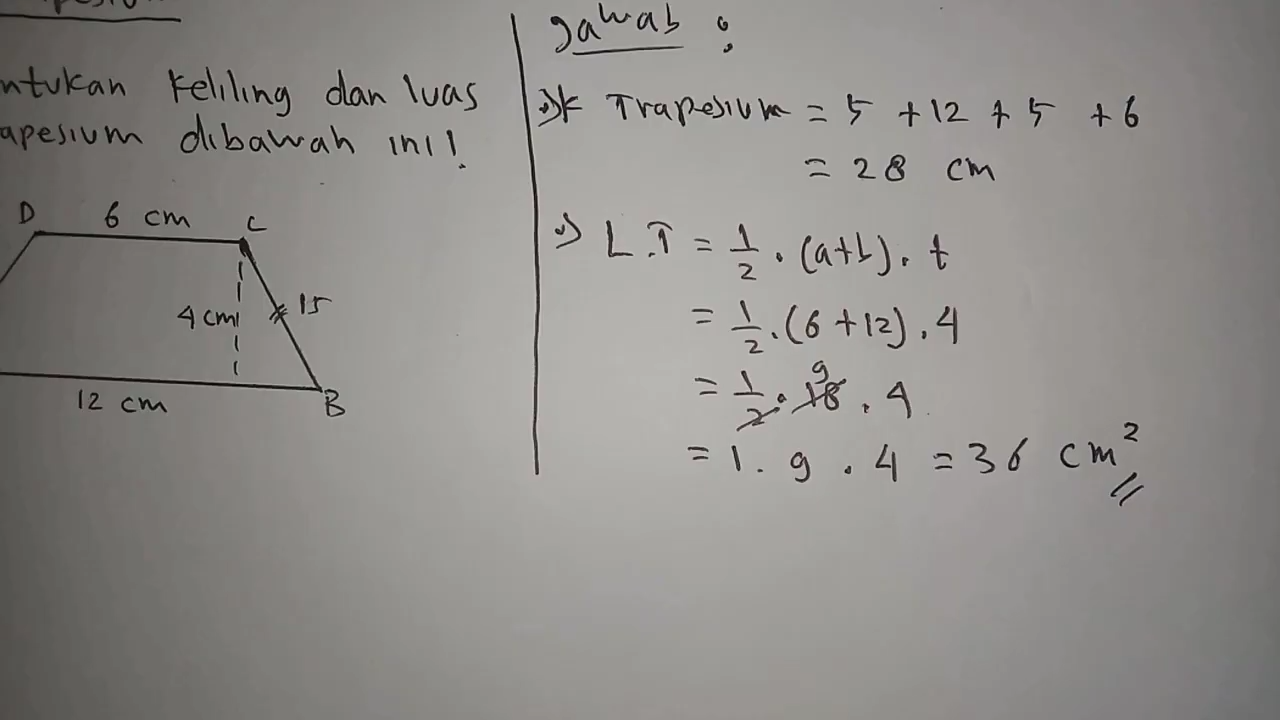 ntukan keliling dan luas
apesium dibawah ini!
D 6 cm C
4 cm 15
12 cm B
Jawab :
⇒ K Trapesium = 5 + 12 + 5 + 6
= 28 cm
⇒ L.T = 1/2 . (a+b) . t
= 1/2 . (6 + 12) . 4
= 1/2 . 18 9 . 4
= 1 . 9 . 4 = 36 cm²